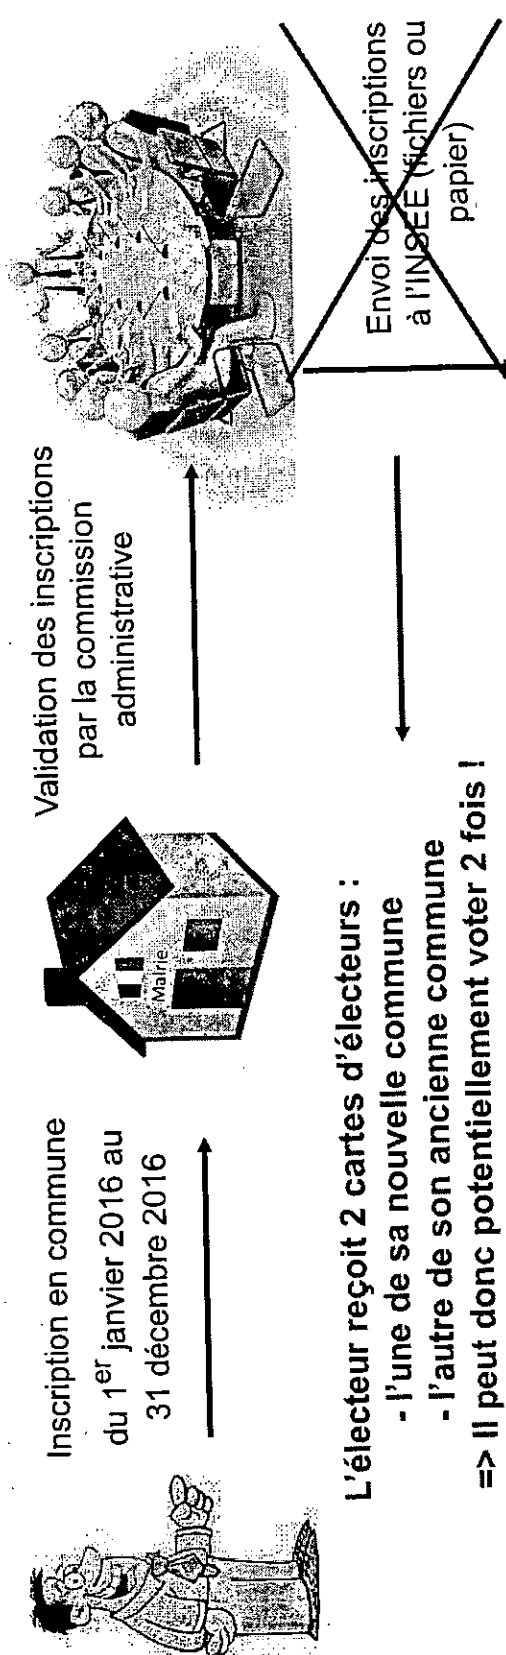 Inscription en commune
du 1er janvier 2016 au
31 décembre 2016
Mairie
Validation des inscriptions
par la commission
administrative
Envoi des inscriptions
à l'INSEE (fichiers ou
papier)
L'électeur reçoit 2 cartes d'électeurs :
- l'une de sa nouvelle commune
- l'autre de son ancienne commune
=> Il peut donc potentiellement voter 2 fois !